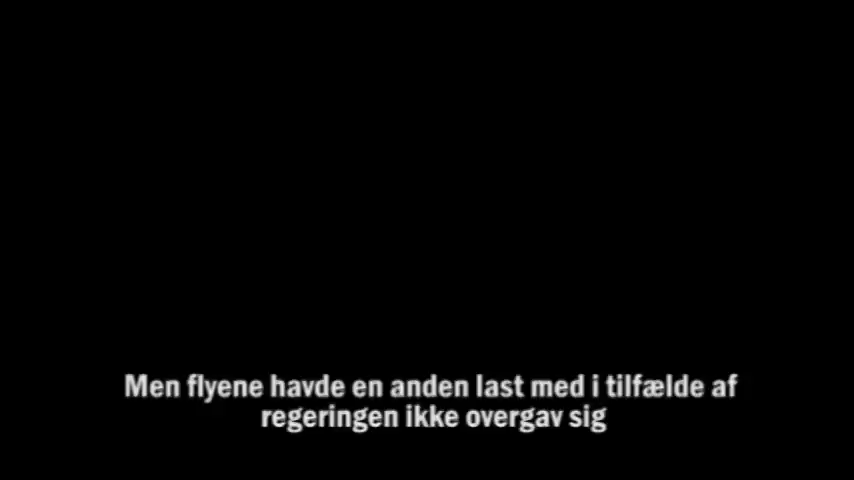 Men flyene havde en anden last med i tilfælde af
regeringen ikke overgav sig